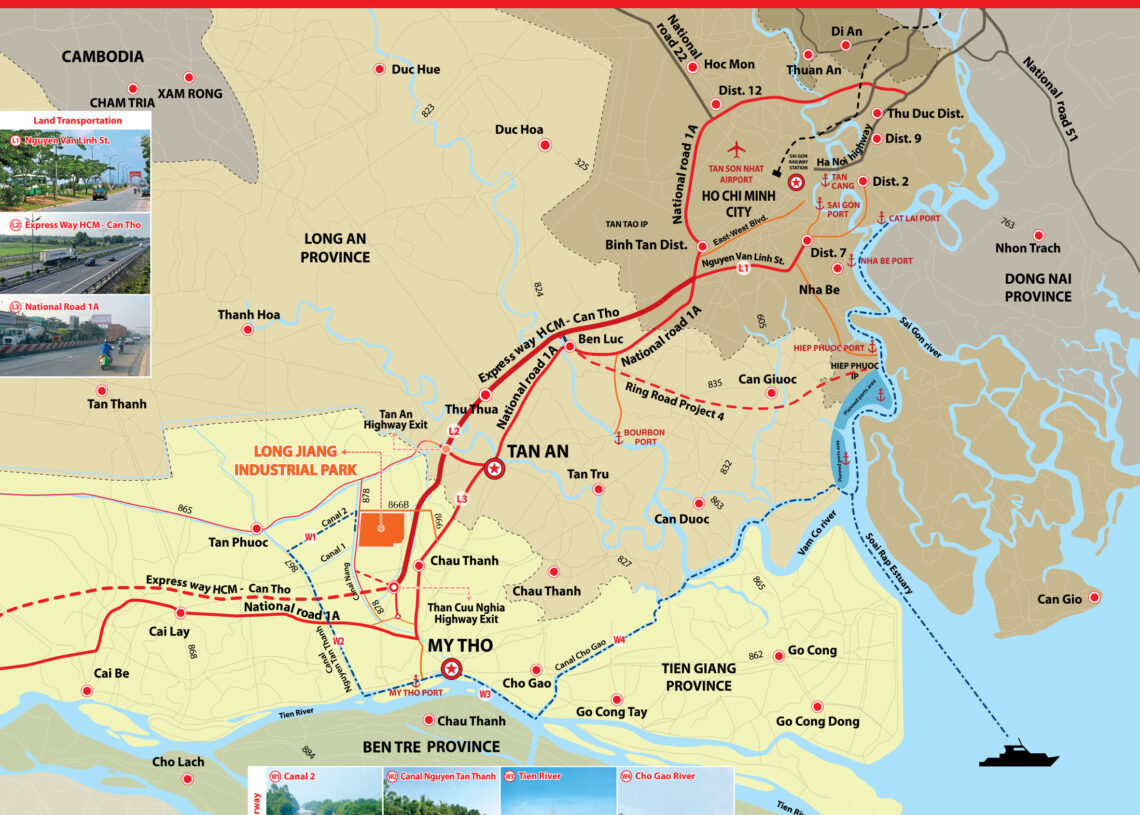 CAMBODIA
CHAM TRIA
XAM RONG
Land Transportation
L1 Nguyen Van Linh St.
L2 Express Way HCM - Can Tho
L3 National Road 1A
Duc Hue
823
Duc Hoa
325
National
road 22
Hoc Mon
Di An
Thuan An
Dist. 12
Thu Duc Dist.
Dist. 9
Ha Noi highway
National road 51
National road 1A
TAN SON NHAT
AIRPORT
SAI GON
RAILWAY
STATION
HO CHI MINH
CITY
TAN
CANG
Dist. 2
SAI GON
PORT
CAT LAI PORT
763
Nhon Trach
DONG NAI
PROVINCE
LONG AN
PROVINCE
TAN TAO IP
Binh Tan Dist.
East-West Blvd.
Nguyen Van Linh St.
L1
Dist. 7
NHA BE PORT
Nha Be
824
Thanh Hoa
Express way HCM - Can Tho
Ben Luc
National road 1A
National road 1A
605
Sai Gon river
HIEP PHUOC PORT
HIEP PHUOC
IP
Planned ports area
Planned ports area
Ring Road Project 4
835
Can Giuoc
Tan Thanh
Thu Thua
Tan An
Highway Exit
L2
BOURBON
PORT
LONG JIANG
INDUSTRIAL PARK
TAN AN
Tan Tru
832
L3
878
866B
866
865
Tan Phuoc
Canal 2
W1
Canal 1
867
Canal Nang
863
Can Duoc
Vam Co river
Soai Rap Estuary
827
Chau Thanh
Chau Thanh
865
Express way HCM - Can Tho
National road 1A
878
Than Cuu Nghia
Highway Exit
Can Gio
Cai Lay
868
W2
Canal
Nguyen Tan Thanh
MY THO
W4
Canal Cho Gao
TIEN GIANG
PROVINCE
862
Go Cong
Cai Be
MY THO PORT
W3
Cho Gao
Go Cong Tay
Go Cong Dong
Tien River
Chau Thanh
BEN TRE PROVINCE
884
Cho Lach
W1 Canal 2
W2 Canal Nguyen Tan Thanh
W3 Tien River
W4 Cho Gao River